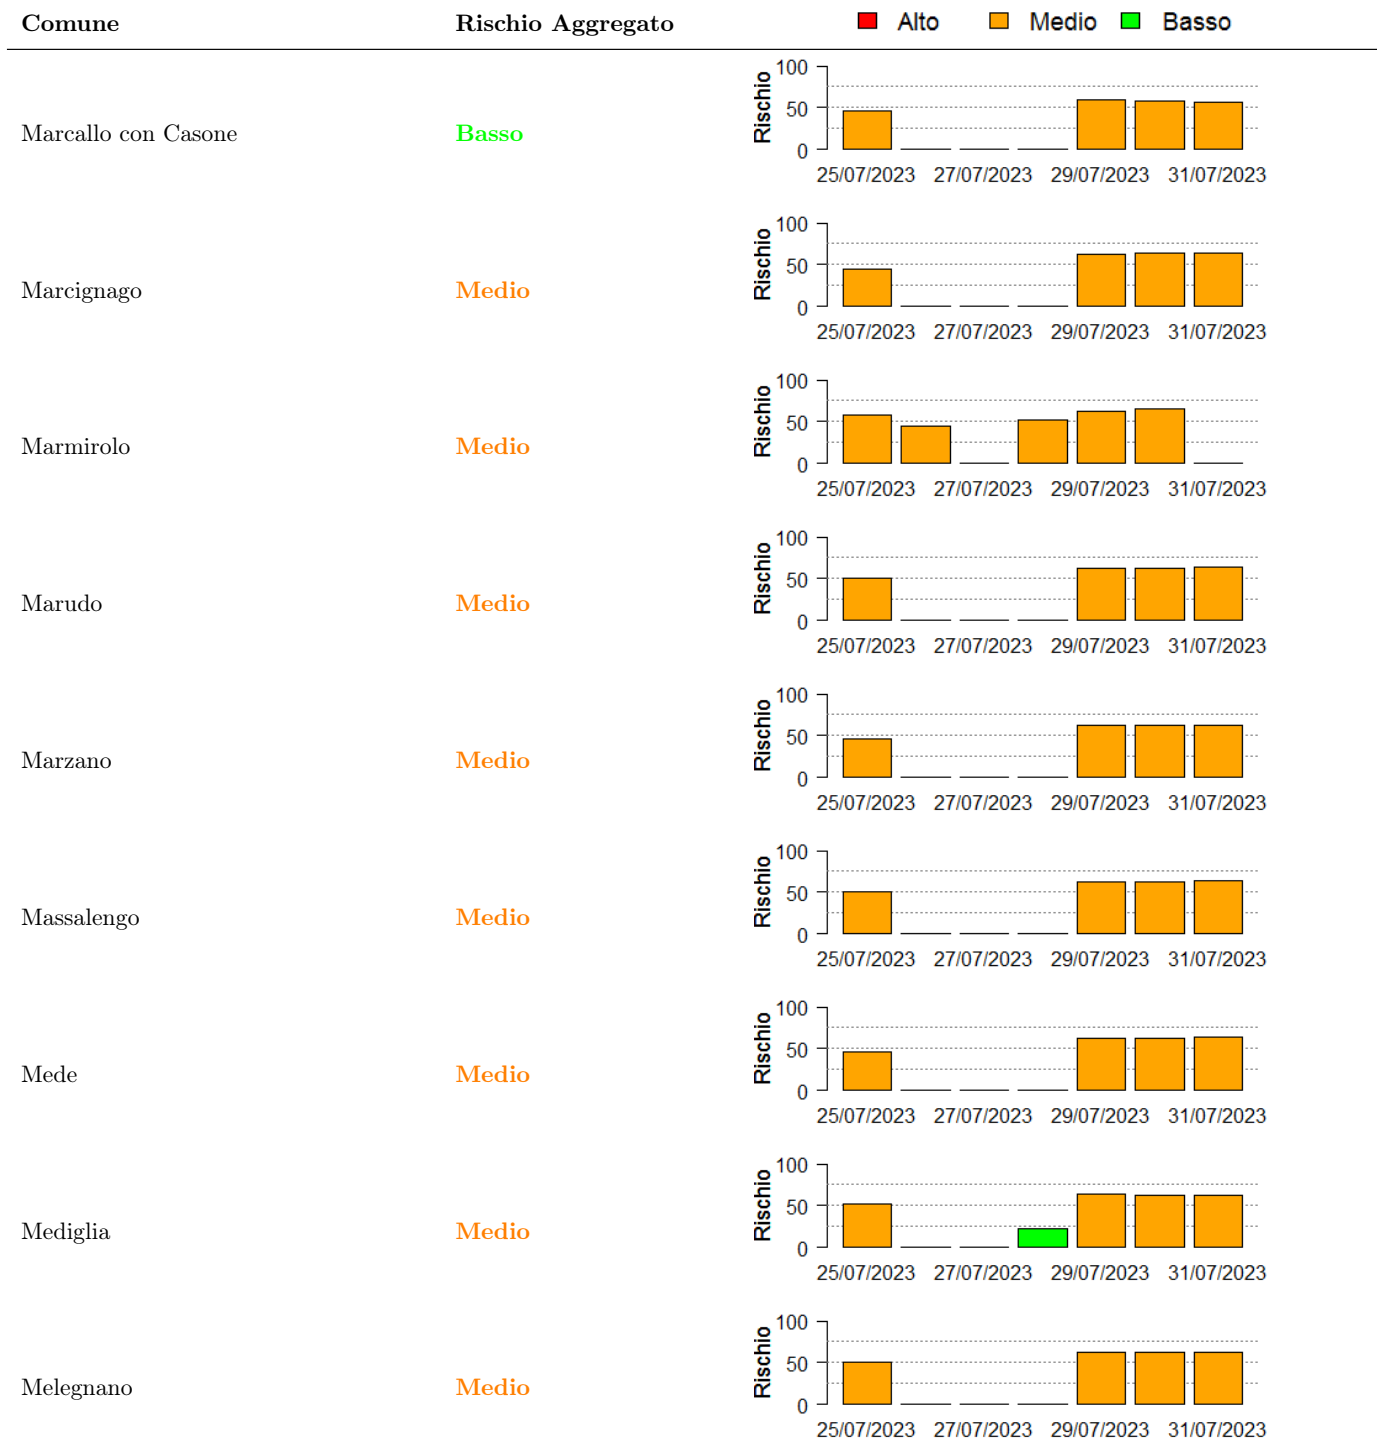 Comune Rischio Aggregato Alto Medio Basso
Marcallo con Casone Basso
Rischio
100
50
0
25/07/2023 27/07/2023 29/07/2023 31/07/2023
Marcignago Medio
Rischio
100
50
0
25/07/2023 27/07/2023 29/07/2023 31/07/2023
Marmirolo Medio
Rischio
100
50
0
25/07/2023 27/07/2023 29/07/2023 31/07/2023
Marudo Medio
Rischio
100
50
0
25/07/2023 27/07/2023 29/07/2023 31/07/2023
Marzano Medio
Rischio
100
50
0
25/07/2023 27/07/2023 29/07/2023 31/07/2023
Massalengo Medio
Rischio
100
50
0
25/07/2023 27/07/2023 29/07/2023 31/07/2023
Mede Medio
Rischio
100
50
0
25/07/2023 27/07/2023 29/07/2023 31/07/2023
Mediglia Medio
Rischio
100
50
0
25/07/2023 27/07/2023 29/07/2023 31/07/2023
Melegnano Medio
Rischio
100
50
0
25/07/2023 27/07/2023 29/07/2023 31/07/2023